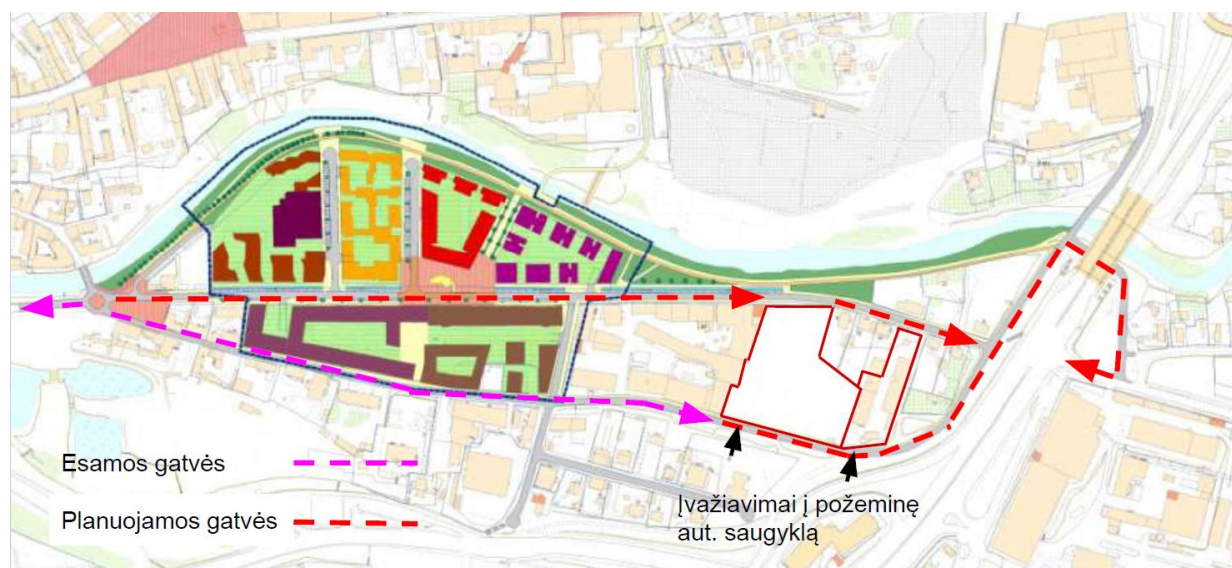 Esamos gatvės
Planuojamos gatvės
Įvažiavimai į požeminę
aut. saugyklą